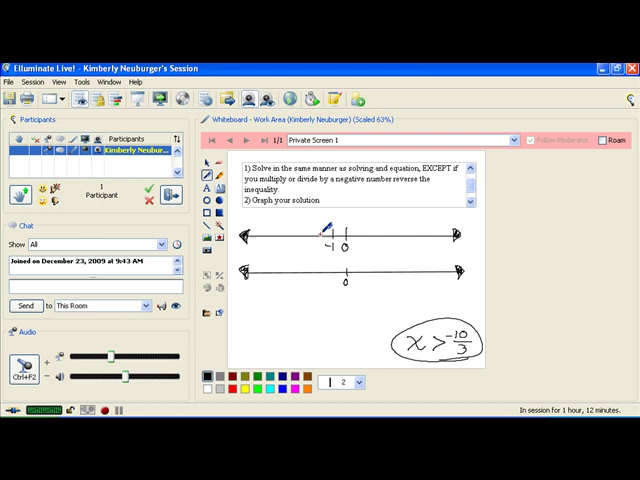 Elluminate Live! - Kimberly Neuburger's Session
File Session View Tools Window Help
Participants
Participants
Kimberly Neubur...
1
Participant
Chat
Show All
Joined on December 23, 2009 at 9:43 AM
Send to This Room
Audio
Ctrl+F2
Whiteboard - Work Area (Kimberly Neuburger) (Scaled 63%)
1/1 Private Screen 1 Follow Moderator Roam
1) Solve in the same manner as solving and equation, EXCEPT if
you multiply or divide by a negative number reverse the
inequality.
2) Graph your solution
-1 0
0
x > -10/3
2
In session for 1 hour, 12 minutes.